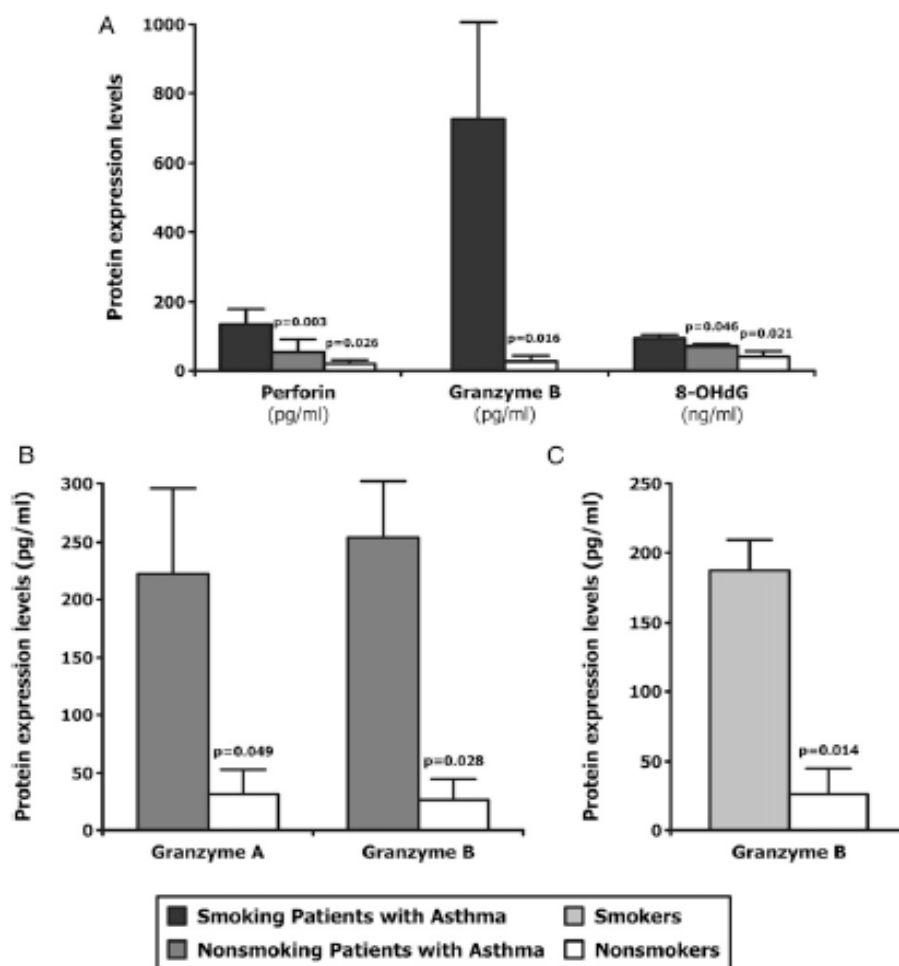 A
Protein expression levels
1000
800
600
400
200
0
p=0.003
p=0.026
p=0.016
p=0.046
p=0.021
Perforin
(pg/ml)
Granzyme B
(pg/ml)
8-OHdG
(ng/ml)
B
Protein expression levels (pg/ml)
300
250
200
150
100
50
0
p=0.049
p=0.028
Granzyme A
Granzyme B
C
Protein expression levels (pg/ml)
250
200
150
100
50
0
p=0.014
Granzyme B
Smoking Patients with Asthma
Smokers
Nonsmoking Patients with Asthma
Nonsmokers